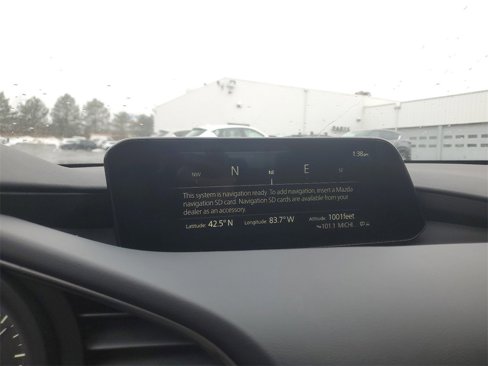 1:38
NW N NE E SE
This system is navigation ready. To add navigation, insert a Mazda
navigation SD card. Navigation SD cards are available from your
dealer as an accessory.
Latitude: 42.5° N Longitude: 83.7° W Altitude: 1001feet
101.1 MICHI
PARTS